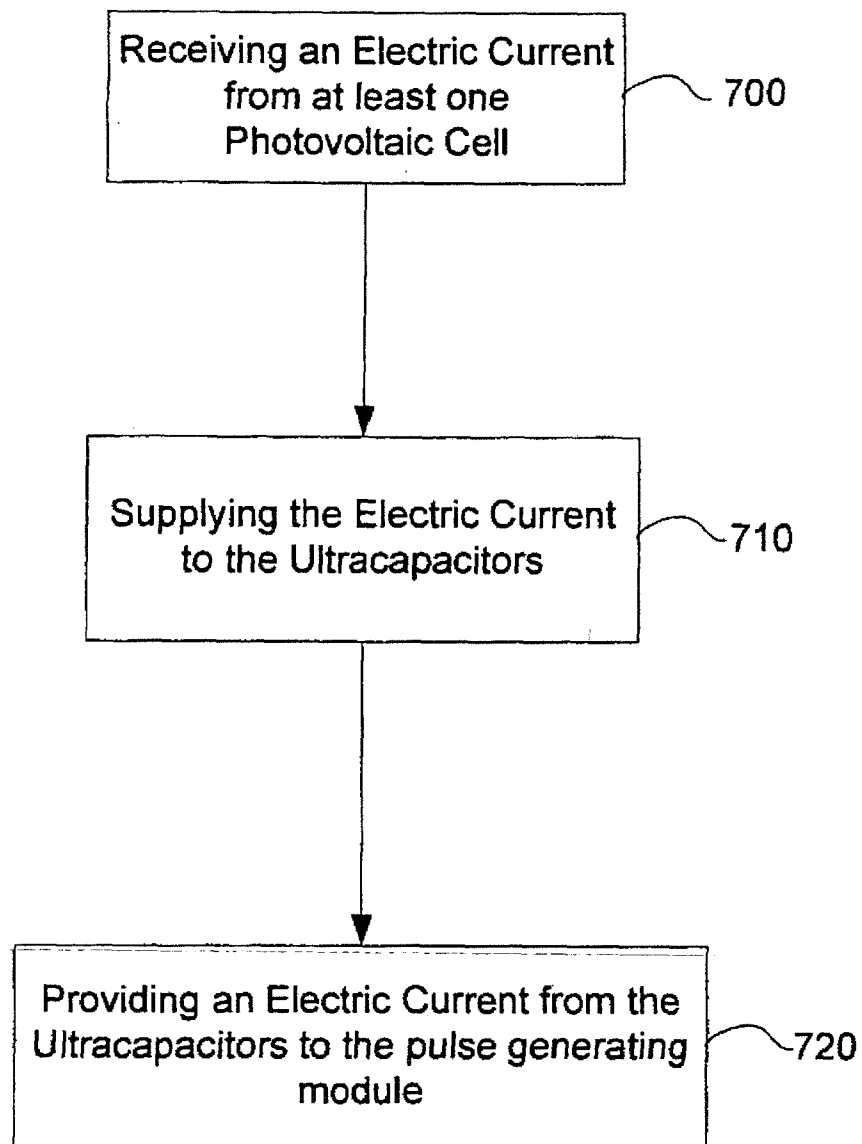 Receiving an Electric Current
from at least one
Photovoltaic Cell
700
Supplying the Electric Current
to the Ultracapacitors
710
Providing an Electric Current from the
Ultracapacitors to the pulse generating
module
720